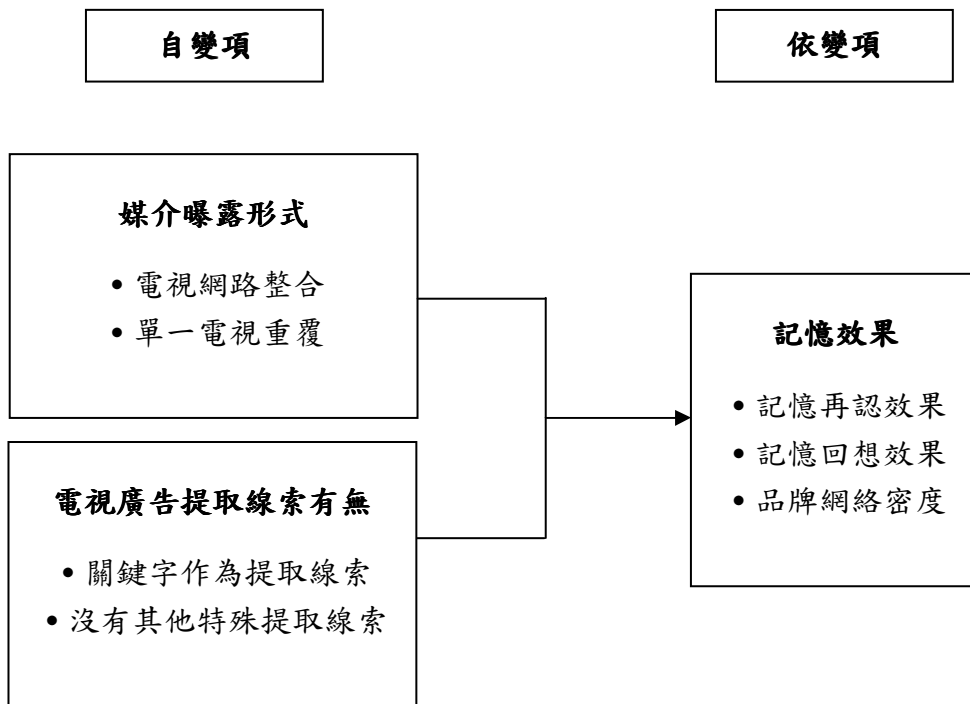 自變項
依變項
媒介曝露形式
• 電視網路整合
• 單一電視重覆
電視廣告提取線索有無
• 關鍵字作為提取線索
• 沒有其他特殊提取線索
記憶效果
• 記憶再認效果
• 記憶回想效果
• 品牌網絡密度